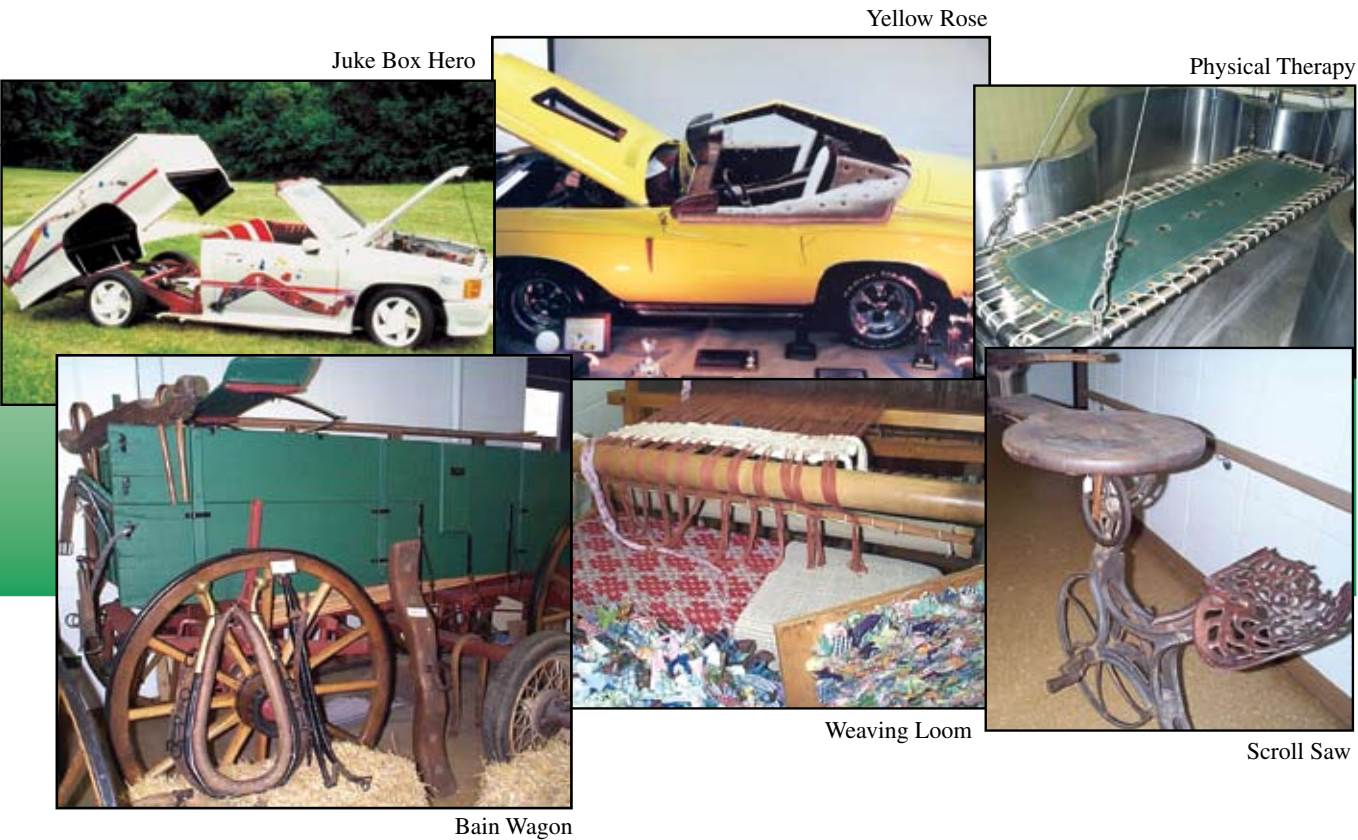 Yellow Rose
Juke Box Hero
Physical Therapy
Weaving Loom
Scroll Saw
Bain Wagon